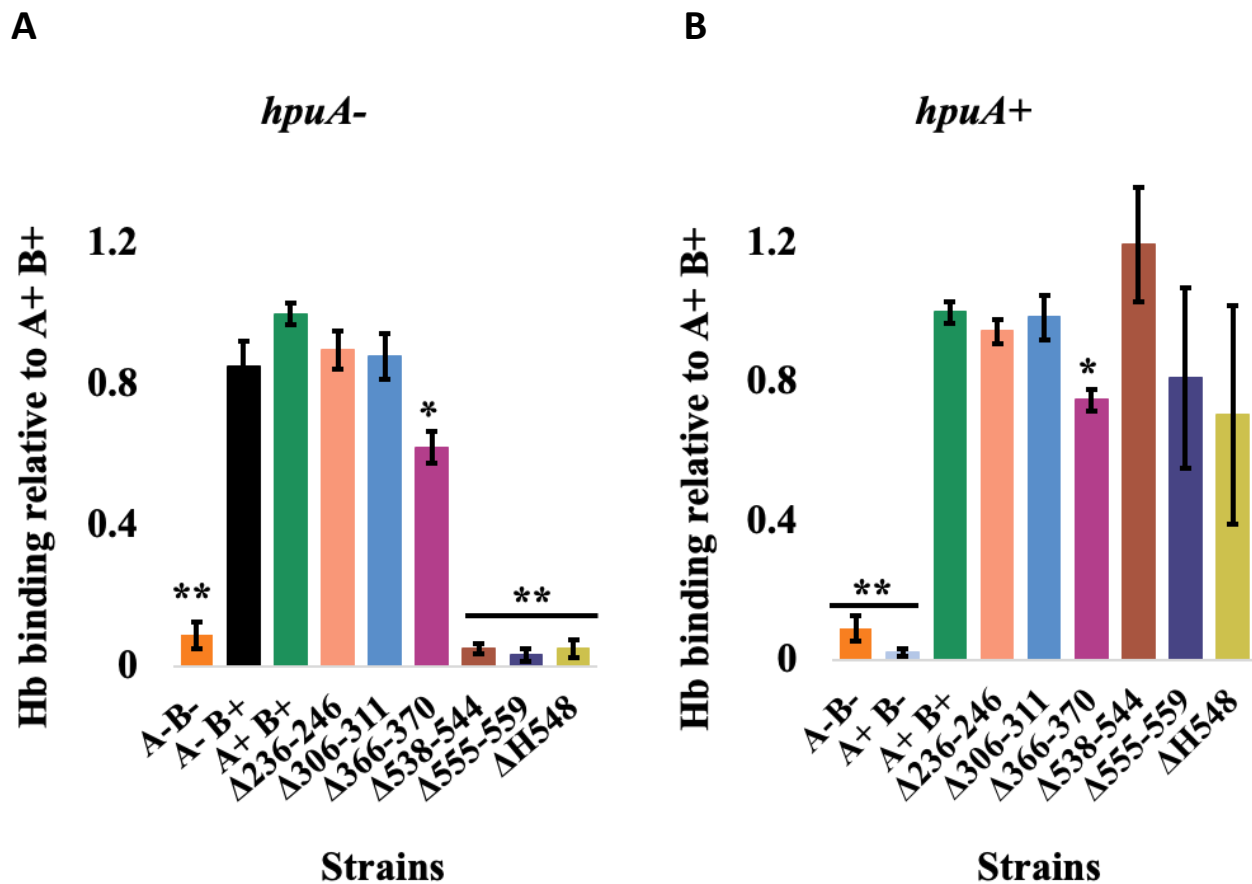 A
B
hpuA-
hpuA+
Hb binding relative to A+ B+
1.2
0.8
0.4
0
**
*
**
A-B-
A- B+
A+ B+
Δ236-246
Δ306-311
Δ366-370
Δ538-544
Δ555-559
ΔH548
Strains
Hb binding relative to A+ B+
1.2
0.8
0.4
0
**
*
A-B-
A+ B-
A+ B+
Δ236-246
Δ306-311
Δ366-370
Δ538-544
Δ555-559
ΔH548
Strains